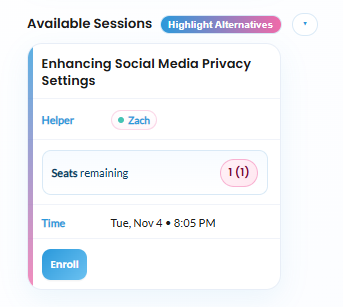 Available Sessions Highlight Alternatives
Enhancing Social Media Privacy
Settings
Helper Zach
Seats remaining 1 (1)
Time Tue, Nov 4 • 8:05 PM
Enroll